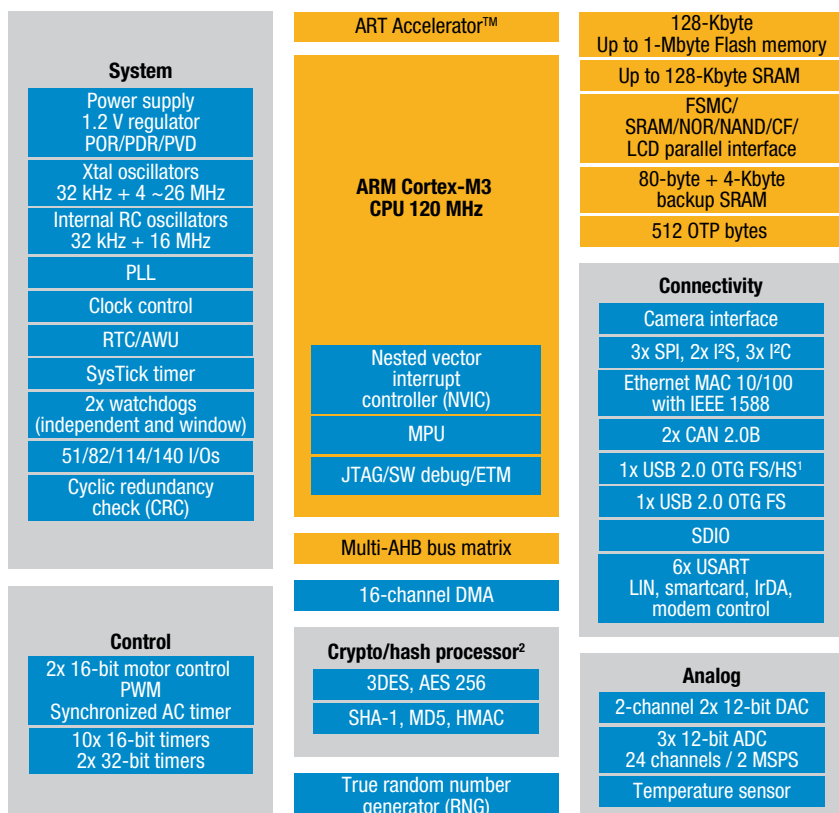 System
Power supply
1.2 V regulator
POR/PDR/PVD
Xtal oscillators
32 kHz + 4 ~26 MHz
Internal RC oscillators
32 kHz + 16 MHz
PLL
Clock control
RTC/AWU
SysTick timer
2x watchdogs
(independent and window)
51/82/114/140 I/Os
Cyclic redundancy
check (CRC)
Control
2x 16-bit motor control
PWM
Synchronized AC timer
10x 16-bit timers
2x 32-bit timers
ART Accelerator™
ARM Cortex-M3
CPU 120 MHz
Nested vector
interrupt
controller (NVIC)
MPU
JTAG/SW debug/ETM
Multi-AHB bus matrix
16-channel DMA
Crypto/hash processor²
3DES, AES 256
SHA-1, MD5, HMAC
True random number
generator (RNG)
128-Kbyte
Up to 1-Mbyte Flash memory
Up to 128-Kbyte SRAM
FSMC/
SRAM/NOR/NAND/CF/
LCD parallel interface
80-byte + 4-Kbyte
backup SRAM
512 OTP bytes
Connectivity
Camera interface
3x SPI, 2x I²S, 3x I²C
Ethernet MAC 10/100
with IEEE 1588
2x CAN 2.0B
1x USB 2.0 OTG FS/HS¹
1x USB 2.0 OTG FS
SDIO
6x USART
LIN, smartcard, IrDA,
modem control
Analog
2-channel 2x 12-bit DAC
3x 12-bit ADC
24 channels / 2 MSPS
Temperature sensor